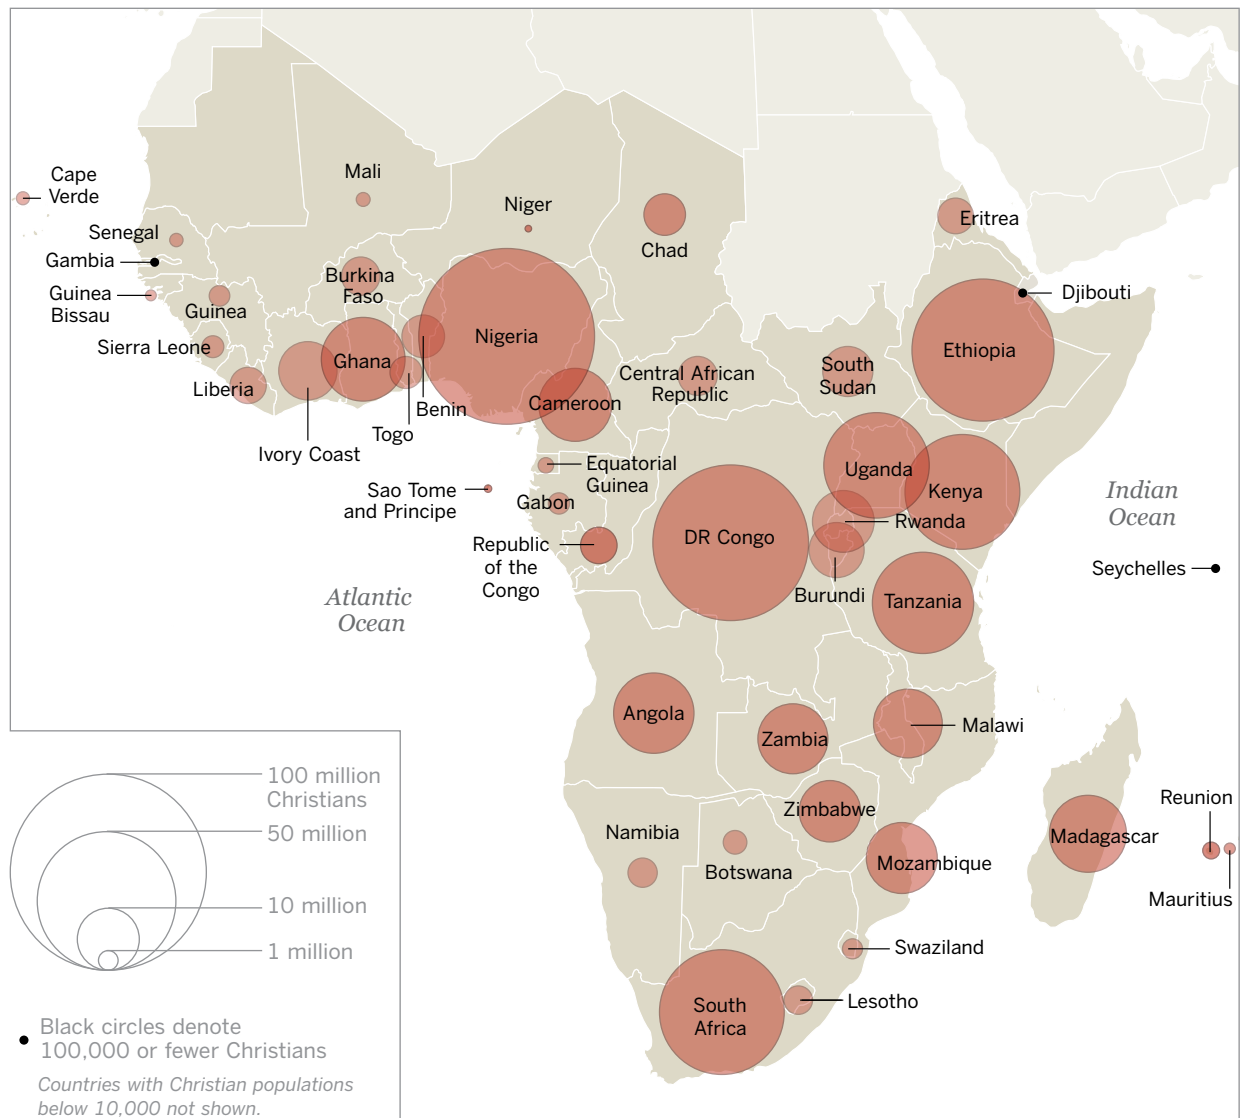 Cape
Verde
Mali
Niger
Chad
Eritrea
Senegal
Gambia
Guinea
Bissau
Guinea
Burkina
Faso
Djibouti
Sierra Leone
Ghana
Nigeria
Ethiopia
Liberia
Central African
Republic
South
Sudan
Cameroon
Benin
Togo
Ivory Coast
Equatorial
Guinea
Uganda
Kenya
Indian
Ocean
Sao Tome
and Principe
Gabon
Rwanda
Republic
of the
Congo
DR Congo
Seychelles
Burundi
Tanzania
Atlantic
Ocean
Angola
Zambia
Malawi
Zimbabwe
Reunion
Namibia
Botswana
Mozambique
Madagascar
Mauritius
Swaziland
Lesotho
South
Africa
100 million
Christians
50 million
10 million
1 million
Black circles denote
100,000 or fewer Christians
Countries with Christian populations
below 10,000 not shown.